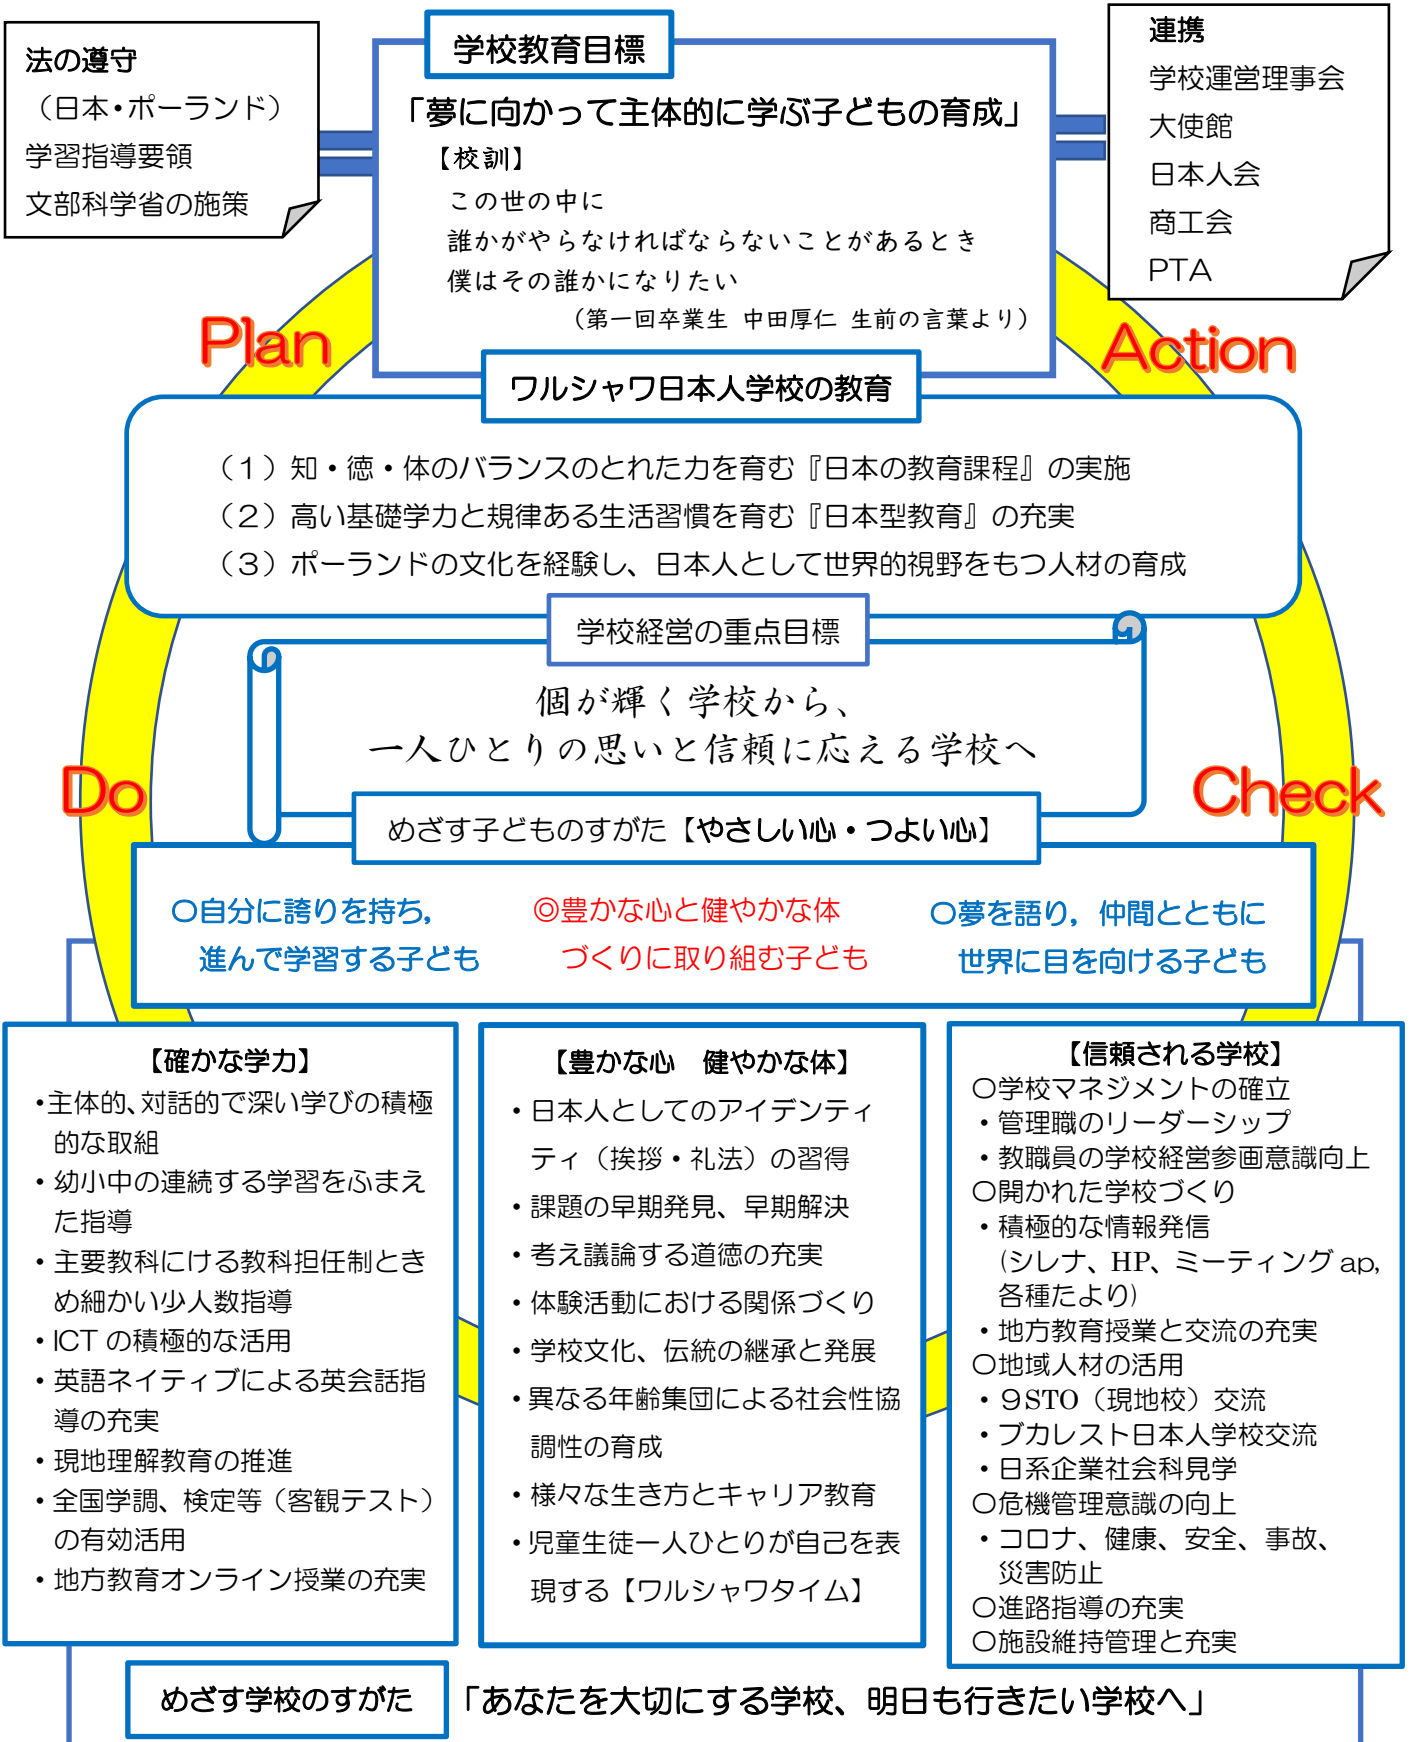 法の遵守
（日本・ポーランド）
学習指導要領
文部科学省の施策
学校教育目標
「夢に向かって主体的に学ぶ子どもの育成」
【校訓】
この世の中に
誰かがやらなければならないことがあるとき
僕はその誰かになりたい
（第一回卒業生 中田厚仁 生前の言葉より）
連携
学校運営理事会
大使館
日本人会
商工会
PTA
Plan
Action
ワルシャワ日本人学校の教育
（１）知・徳・体のバランスのとれた力を育む『日本の教育課程』の実施
（２）高い基礎学力と規律ある生活習慣を育む『日本型教育』の充実
（３）ポーランドの文化を経験し、日本人として世界的視野をもつ人材の育成
学校経営の重点目標
個が輝く学校から、
一人ひとりの思いと信頼に応える学校へ
Do
Check
めざす子どものすがた【やさしい心・つよい心】
○自分に誇りを持ち，
進んで学習する子ども
◎豊かな心と健やかな体
づくりに取り組む子ども
○夢を語り，仲間とともに
世界に目を向ける子ども
【確かな学力】
・主体的、対話的で深い学びの積極
的な取組
・幼小中の連続する学習をふまえ
た指導
・主要教科にける教科担任制とき
め細かい少人数指導
・ICT の積極的な活用
・英語ネイティブによる英会話指
導の充実
・現地理解教育の推進
・全国学調、検定等（客観テスト）
の有効活用
・地方教育オンライン授業の充実
【豊かな心　健やかな体】
・日本人としてのアイデンティ
ティ（挨拶・礼法）の習得
・課題の早期発見、早期解決
・考え議論する道徳の充実
・体験活動における関係づくり
・学校文化、伝統の継承と発展
・異なる年齢集団による社会性協
調性の育成
・様々な生き方とキャリア教育
・児童生徒一人ひとりが自己を表
現する【ワルシャワタイム】
【信頼される学校】
○学校マネジメントの確立
・管理職のリーダーシップ
・教職員の学校経営参画意識向上
○開かれた学校づくり
・積極的な情報発信
(シレナ、HP、ミーティング ap,
各種たより)
・地方教育授業と交流の充実
○地域人材の活用
・９STO（現地校）交流
・ブカレスト日本人学校交流
・日系企業社会科見学
○危機管理意識の向上
・コロナ、健康、安全、事故、
災害防止
○進路指導の充実
○施設維持管理と充実
めざす学校のすがた
「あなたを大切にする学校、明日も行きたい学校へ」